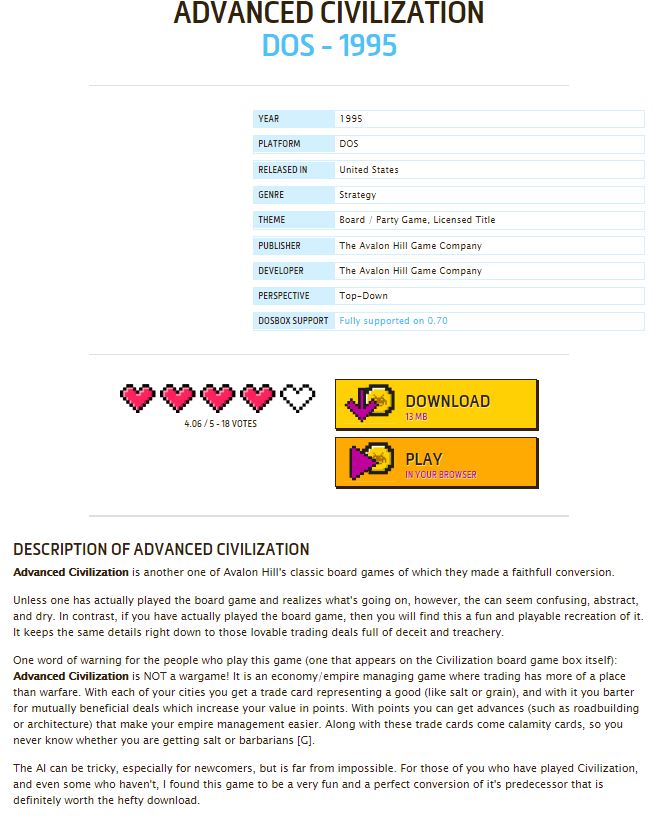 ADVANCED CIVILIZATION
DOS - 1995
YEAR 1995
PLATFORM DOS
RELEASED IN United States
GENRE Strategy
THEME Board / Party Game, Licensed Title
PUBLISHER The Avalon Hill Game Company
DEVELOPER The Avalon Hill Game Company
PERSPECTIVE Top-Down
DOSBOX SUPPORT Fully supported on 0.70
4.06 / 5 - 18 VOTES
DOWNLOAD
13 MB
PLAY
IN YOUR BROWSER
DESCRIPTION OF ADVANCED CIVILIZATION
Advanced Civilization is another one of Avalon Hill's classic board games of which they made a faithfull conversion.
Unless one has actually played the board game and realizes what's going on, however, the can seem confusing, abstract,
and dry. In contrast, if you have actually played the board game, then you will find this a fun and playable recreation of it.
It keeps the same details right down to those lovable trading deals full of deceit and treachery.
One word of warning for the people who play this game (one that appears on the Civilization board game box itself):
Advanced Civilization is NOT a wargame! It is an economy/empire managing game where trading has more of a place
than warfare. With each of your cities you get a trade card representing a good (like salt or grain), and with it you barter
for mutually beneficial deals which increase your value in points. With points you can get advances (such as roadbuilding
or architecture) that make your empire management easier. Along with these trade cards come calamity cards, so you
never know whether you are getting salt or barbarians [G].
The AI can be tricky, especially for newcomers, but is far from impossible. For those of you who have played Civilization,
and even some who haven't, I found this game to be a very fun and a perfect conversion of it's predecessor that is
definitely worth the hefty download.